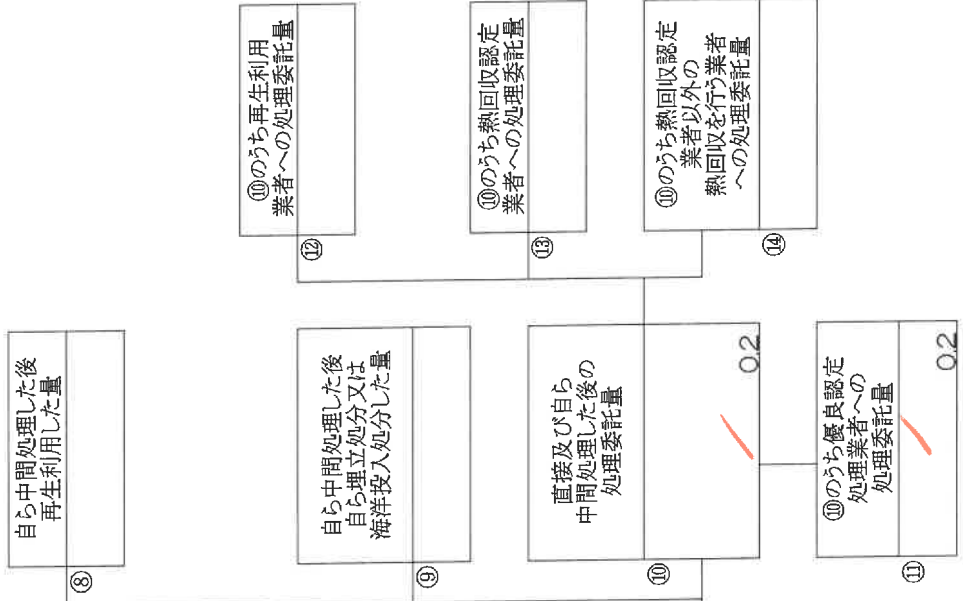 ⑧
自ら中間処理した後
再生利用した量
⑨
自ら中間処理した後
自ら埋立処分又は
海洋投入処分した量
⑩
直接及び自ら
中間処理した後の
処理委託量
0.2
⑪
⑩のうち優良認定
処理業者への
処理委託量
0.2
⑫
⑩のうち再生利用
業者への処理委託量
⑬
⑩のうち熱回収認定
業者への処理委託量
⑭
⑩のうち熱回収認定
業者以外の
熱回収を行う業者
への処理委託量